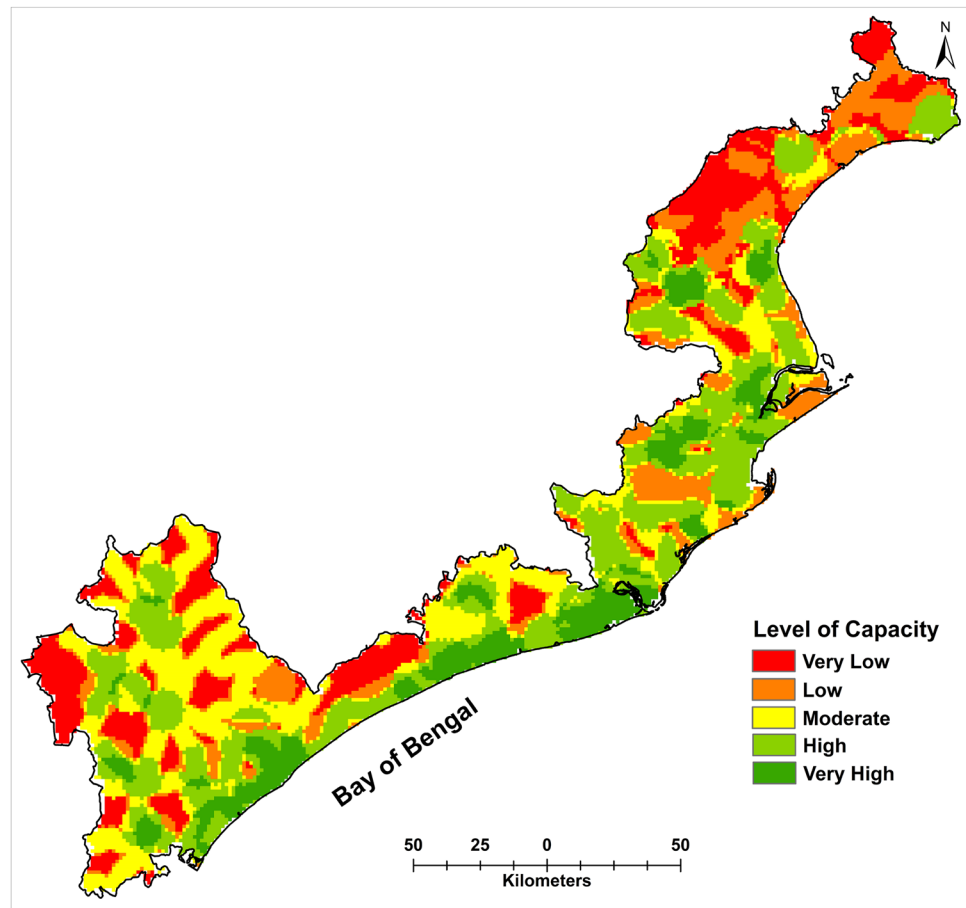 N
Level of Capacity
Very Low
Low
Moderate
High
Very High
Bay of Bengal
50 25 0 50
Kilometers